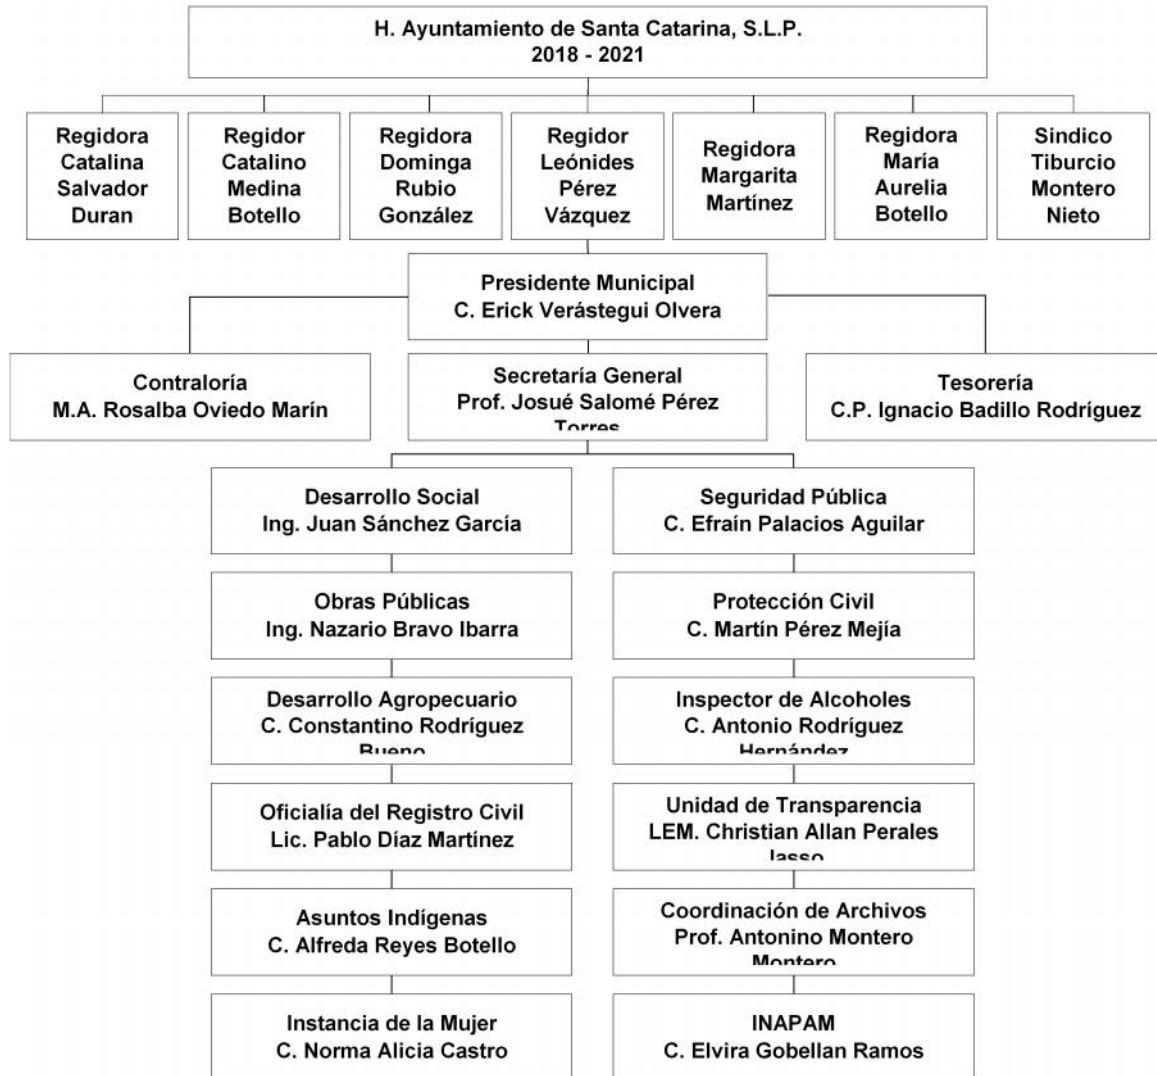 H. Ayuntamiento de Santa Catarina, S.L.P.
2018 - 2021
Regidora
Catalina
Salvador
Duran
Regidor
Catalino
Medina
Botello
Regidora
Dominga
Rubio
González
Regidor
Leónides
Pérez
Vázquez
Regidora
Margarita
Martínez
Regidora
María
Aurelia
Botello
Sindico
Tiburcio
Montero
Nieto
Presidente Municipal
C. Erick Verástegui Olvera
Contraloría
M.A. Rosalba Oviedo Marín
Secretaría General
Prof. Josué Salomé Pérez
Torres
Tesorería
C.P. Ignacio Badillo Rodríguez
Desarrollo Social
Ing. Juan Sánchez García
Seguridad Pública
C. Efraín Palacios Aguilar
Obras Públicas
Ing. Nazario Bravo Ibarra
Protección Civil
C. Martín Pérez Mejía
Desarrollo Agropecuario
C. Constantino Rodríguez
Bueno
Inspector de Alcoholes
C. Antonio Rodríguez
Hernández
Oficialía del Registro Civil
Lic. Pablo Díaz Martínez
Unidad de Transparencia
LEM. Christian Allan Perales
Jasso
Asuntos Indígenas
C. Alfreda Reyes Botello
Coordinación de Archivos
Prof. Antonino Montero
Montero
Instancia de la Mujer
C. Norma Alicia Castro
INAPAM
C. Elvira Gobellan Ramos